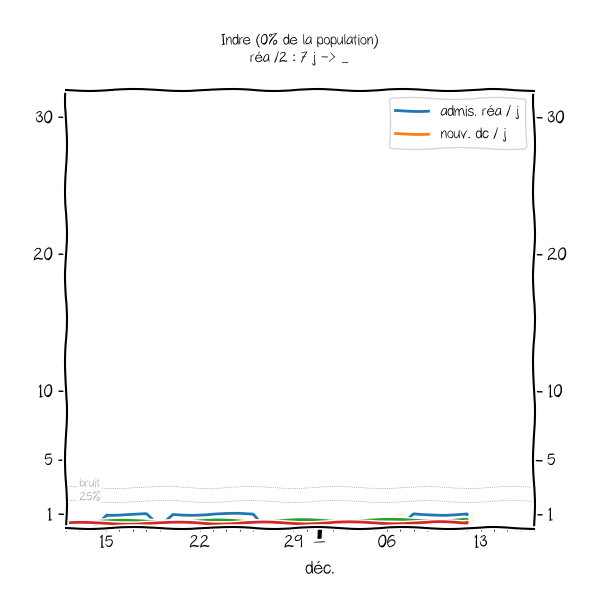 Indre (0% de la population)
réa /2 : 7 j -> _
admis. réa / j
nouv. dc / j
30
30
20
20
10
10
5
5
bruit
25%
1
1
15
22
29
06
13
déc.